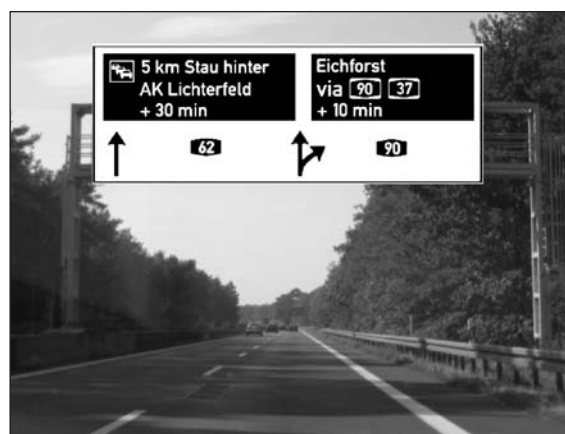 5 km Stau hinter
AK Lichterfeld
+ 30 min
62
Eichforst
via 90 37
+ 10 min
90